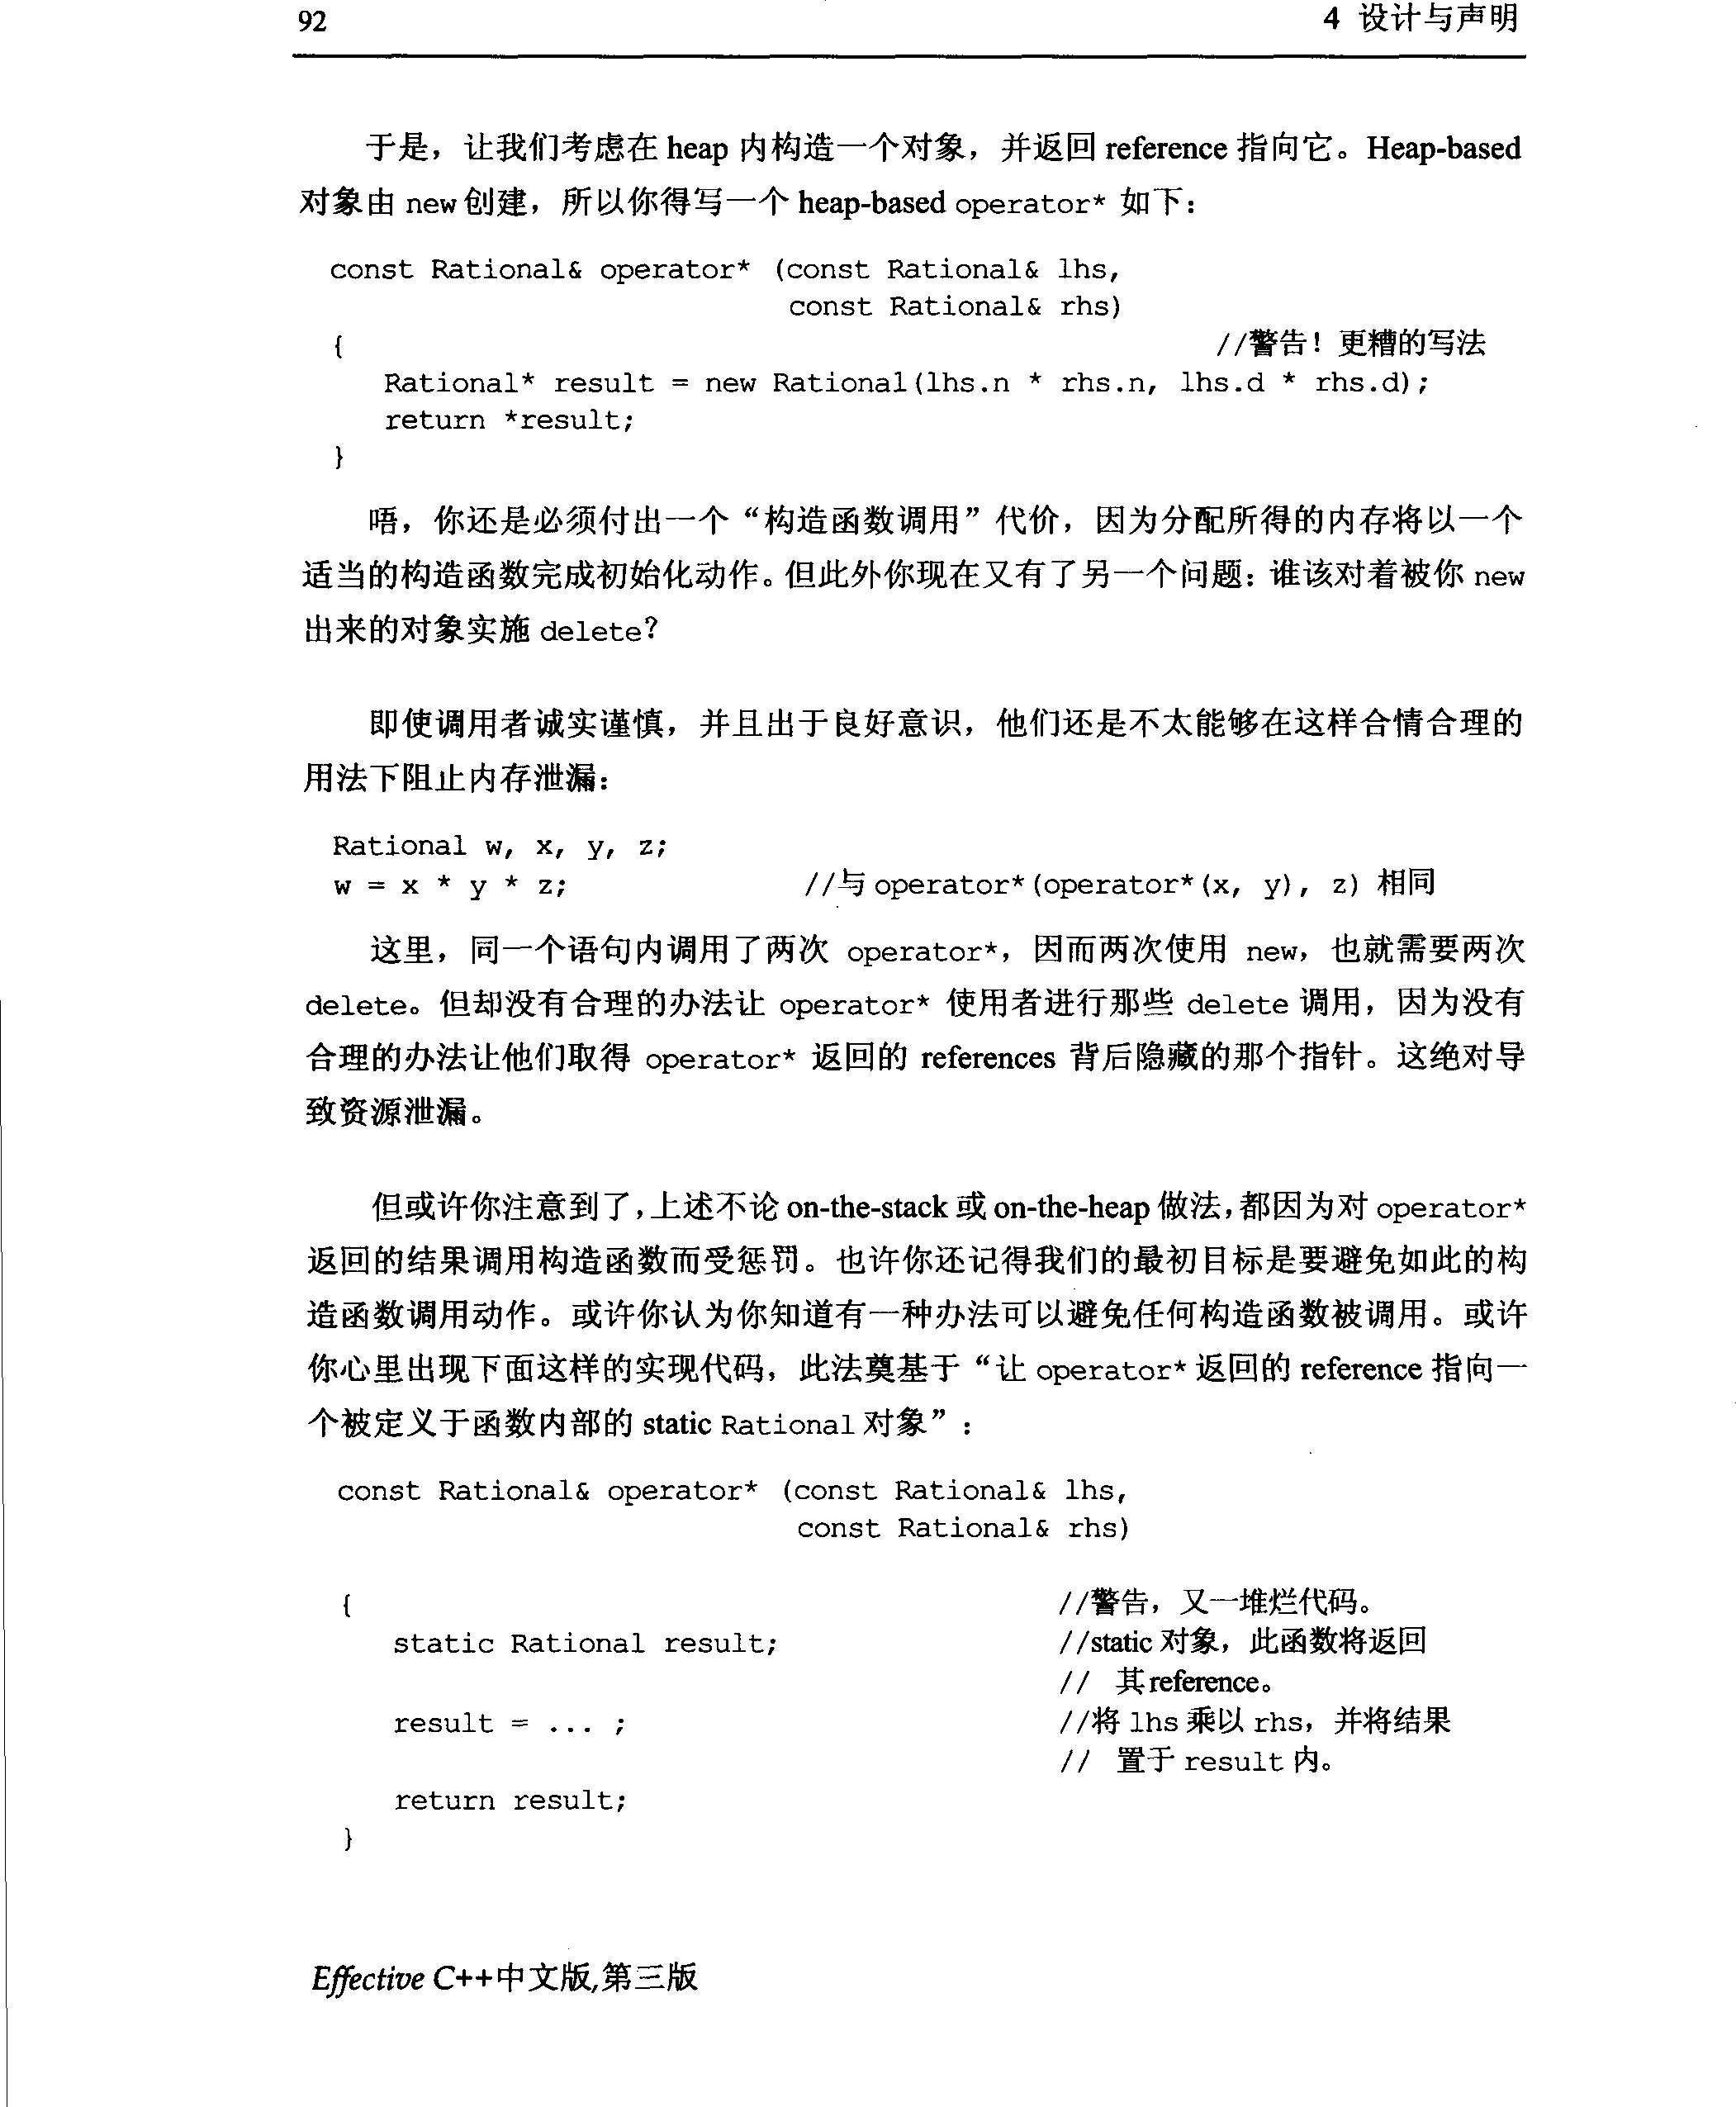 92
4 设计与声明
于是，让我们考虑在 heap 内构造一个对象，并返回 reference 指向它。Heap-based
对象由 new 创建，所以你得写一个 heap-based operator* 如下：
const Rational& operator* (const Rational& lhs,
const Rational& rhs)
{ //警告！更糟的写法
Rational* result = new Rational(lhs.n * rhs.n, lhs.d * rhs.d);
return *result;
}
唔，你还是必须付出一个“构造函数调用”代价，因为分配所得的内存将以一个
适当的构造函数完成初始化动作。但此外你现在又有了另一个问题：谁该对着被你 new
出来的对象实施 delete？
即使调用者诚实谨慎，并且出于良好意识，他们还是不太能够在这样合情合理的
用法下阻止内存泄漏：
Rational w, x, y, z;
w = x * y * z; //与 operator*(operator*(x, y), z) 相同
这里，同一个语句内调用了两次 operator*，因而两次使用 new，也就需要两次
delete。但却没有合理的办法让 operator* 使用者进行那些 delete 调用，因为没有
合理的办法让他们取得 operator* 返回的 references 背后隐藏的那个指针。这绝对导
致资源泄漏。
但或许你注意到了，上述不论 on-the-stack 或 on-the-heap 做法，都因为对 operator*
返回的结果调用构造函数而受惩罚。也许你还记得我们的最初目标是要避免如此的构
造函数调用动作。或许你认为你知道有一种办法可以避免任何构造函数被调用。或许
你心里出现下面这样的实现代码，此法奠基于“让 operator* 返回的 reference 指向一
个被定义于函数内部的 static Rational 对象”：
const Rational& operator* (const Rational& lhs,
const Rational& rhs)
{ //警告，又一堆烂代码。
static Rational result; //static 对象，此函数将返回
// 其 reference。
result = ... ; //将 lhs 乘以 rhs，并将结果
// 置于 result 内。
return result;
}
Effective C++中文版,第三版